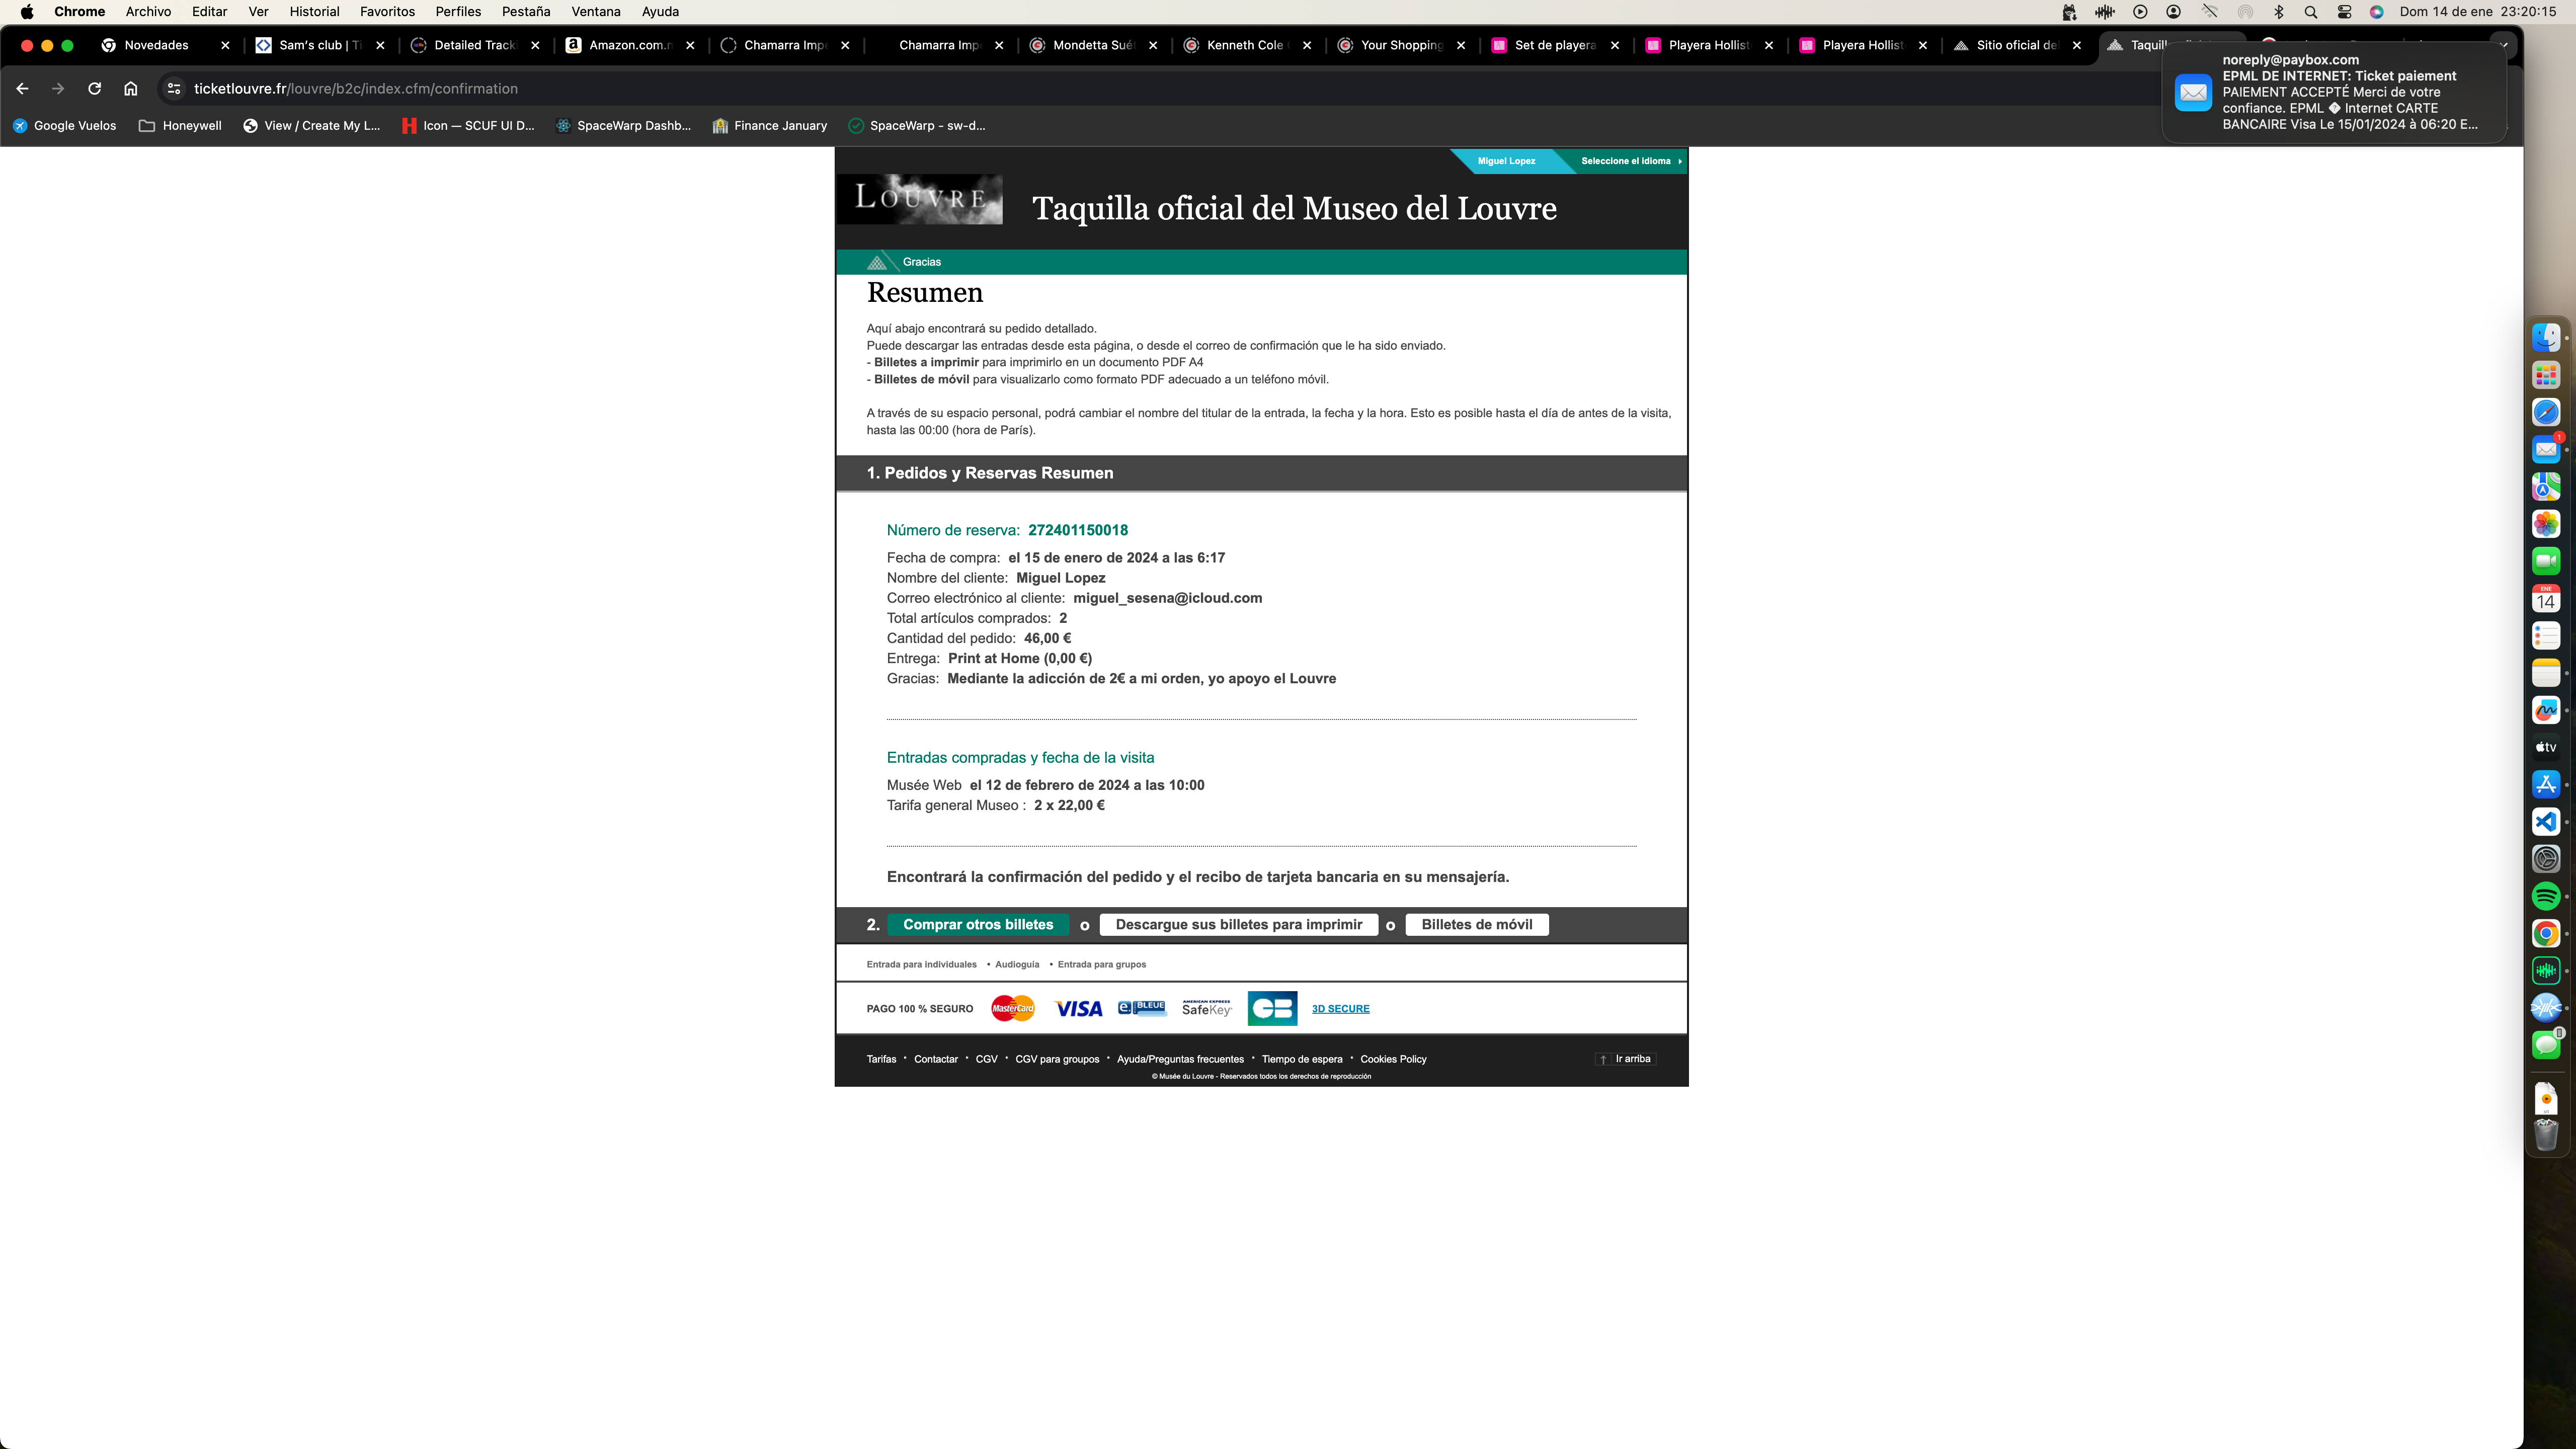 Chrome Archivo Editar Ver Historial Favoritos Perfiles Pestaña Ventana Ayuda
Dom 14 de ene 23:20:15
Novedades
Sam's club | Ti
Detailed Track
Amazon.com.m
Chamarra Impe
Chamarra Impe
Mondetta Sué
Kenneth Cole
Your Shopping
Set de playera
Playera Hollist
Playera Hollist
Sitio oficial del
Taquill
noreply@paybox.com
EPML DE INTERNET: Ticket paiement
PAIEMENT ACCEPTÉ Merci de votre
confiance. EPML � Internet CARTE
BANCAIRE Visa Le 15/01/2024 à 06:20 E...
ticketlouvre.fr/louvre/b2c/index.cfm/confirmation
Google Vuelos
Honeywell
View / Create My L...
Icon — SCUF UI D...
SpaceWarp Dashb...
Finance January
SpaceWarp - sw-d...
Miguel Lopez
Seleccione el idioma
LOUVRE
Taquilla oficial del Museo del Louvre
Gracias
Resumen
Aquí abajo encontrará su pedido detallado.
Puede descargar las entradas desde esta página, o desde el correo de confirmación que le ha sido enviado.
- Billetes a imprimir para imprimirlo en un documento PDF A4
- Billetes de móvil para visualizarlo como formato PDF adecuado a un teléfono móvil.
A través de su espacio personal, podrá cambiar el nombre del titular de la entrada, la fecha y la hora. Esto es posible hasta el día de antes de la visita,
hasta las 00:00 (hora de París).
1. Pedidos y Reservas Resumen
Número de reserva: 272401150018
Fecha de compra: el 15 de enero de 2024 a las 6:17
Nombre del cliente: Miguel Lopez
Correo electrónico al cliente: miguel_sesena@icloud.com
Total artículos comprados: 2
Cantidad del pedido: 46,00 €
Entrega: Print at Home (0,00 €)
Gracias: Mediante la adicción de 2€ a mi orden, yo apoyo el Louvre
Entradas compradas y fecha de la visita
Musée Web el 12 de febrero de 2024 a las 10:00
Tarifa general Museo : 2 x 22,00 €
Encontrará la confirmación del pedido y el recibo de tarjeta bancaria en su mensajería.
2. Comprar otros billetes o Descargue sus billetes para imprimir o Billetes de móvil
Entrada para individuales • Audioguía • Entrada para grupos
PAGO 100 % SEGURO
MasterCard
VISA
e. BLEUE
AMERICAN EXPRESS
SafeKey
CB
3D SECURE
Tarifas • Contactar • CGV • CGV para groupos • Ayuda/Preguntas frecuentes • Tiempo de espera • Cookies Policy
Ir arriba
© Musée du Louvre - Reservados todos los derechos de reproducción
1
ENE
14
tv